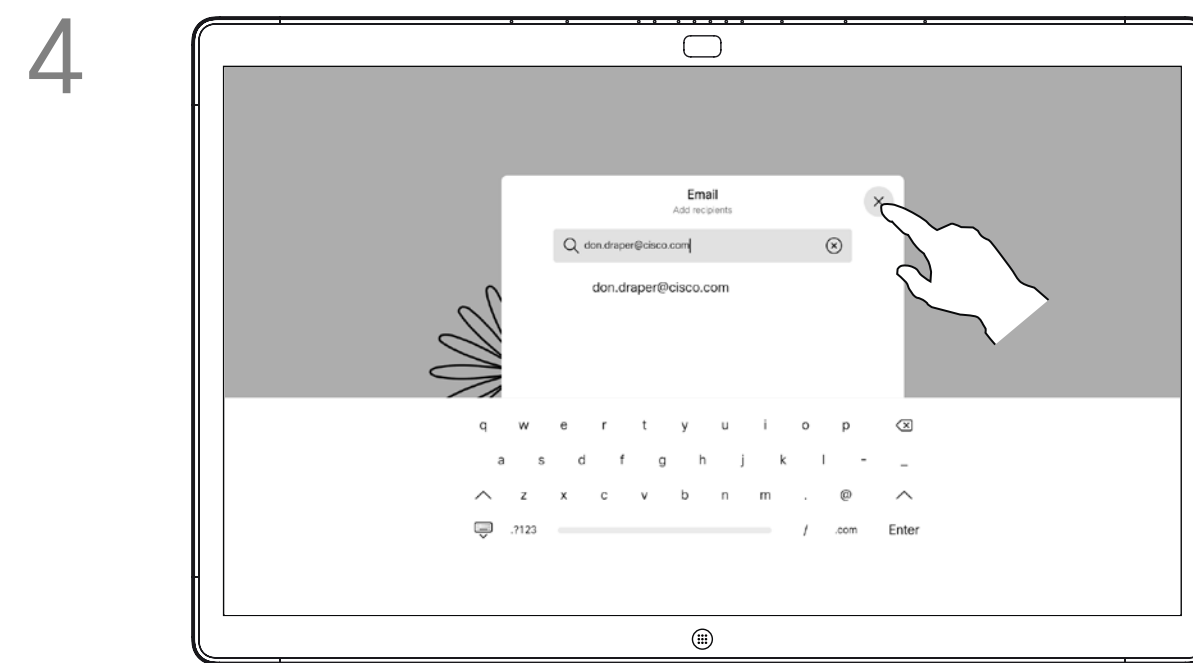 4
Email
Add recipients
don.draper@cisco.com
don.draper@cisco.com
q w e r t y u i o p
a s d f g h j k l - _
z x c v b n m . @
.?123 / .com Enter